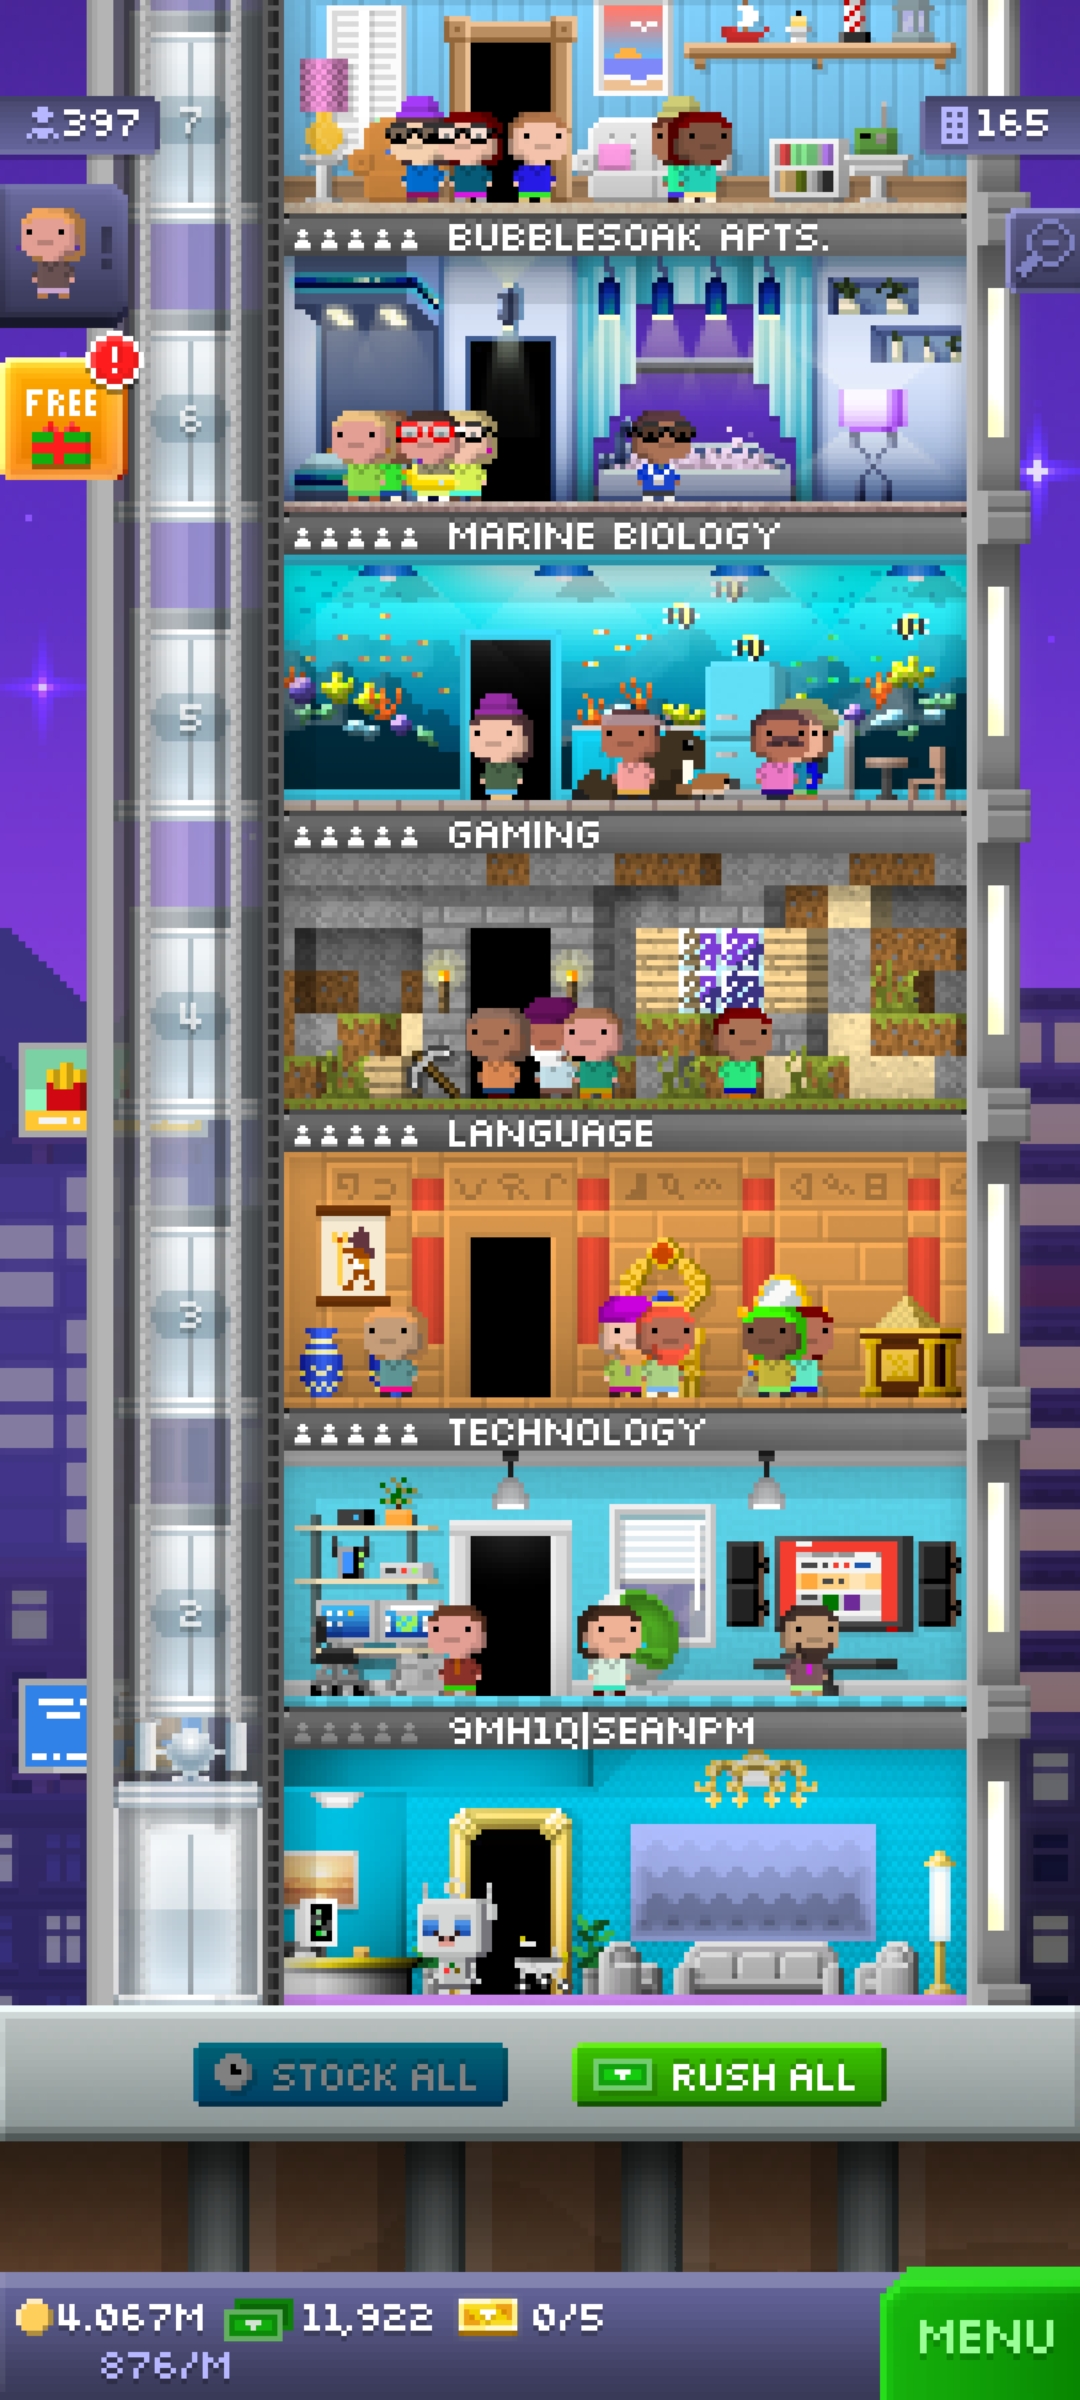 397
7
165
BUBBLESOAK APTS.
FREE
6
MARINE BIOLOGY
5
GAMING
4
LANGUAGE
3
TECHNOLOGY
2
9MH1Q|SEANPM
1
STOCK ALL
RUSH ALL
4.067M
11,922
0/5
MENU
876/M